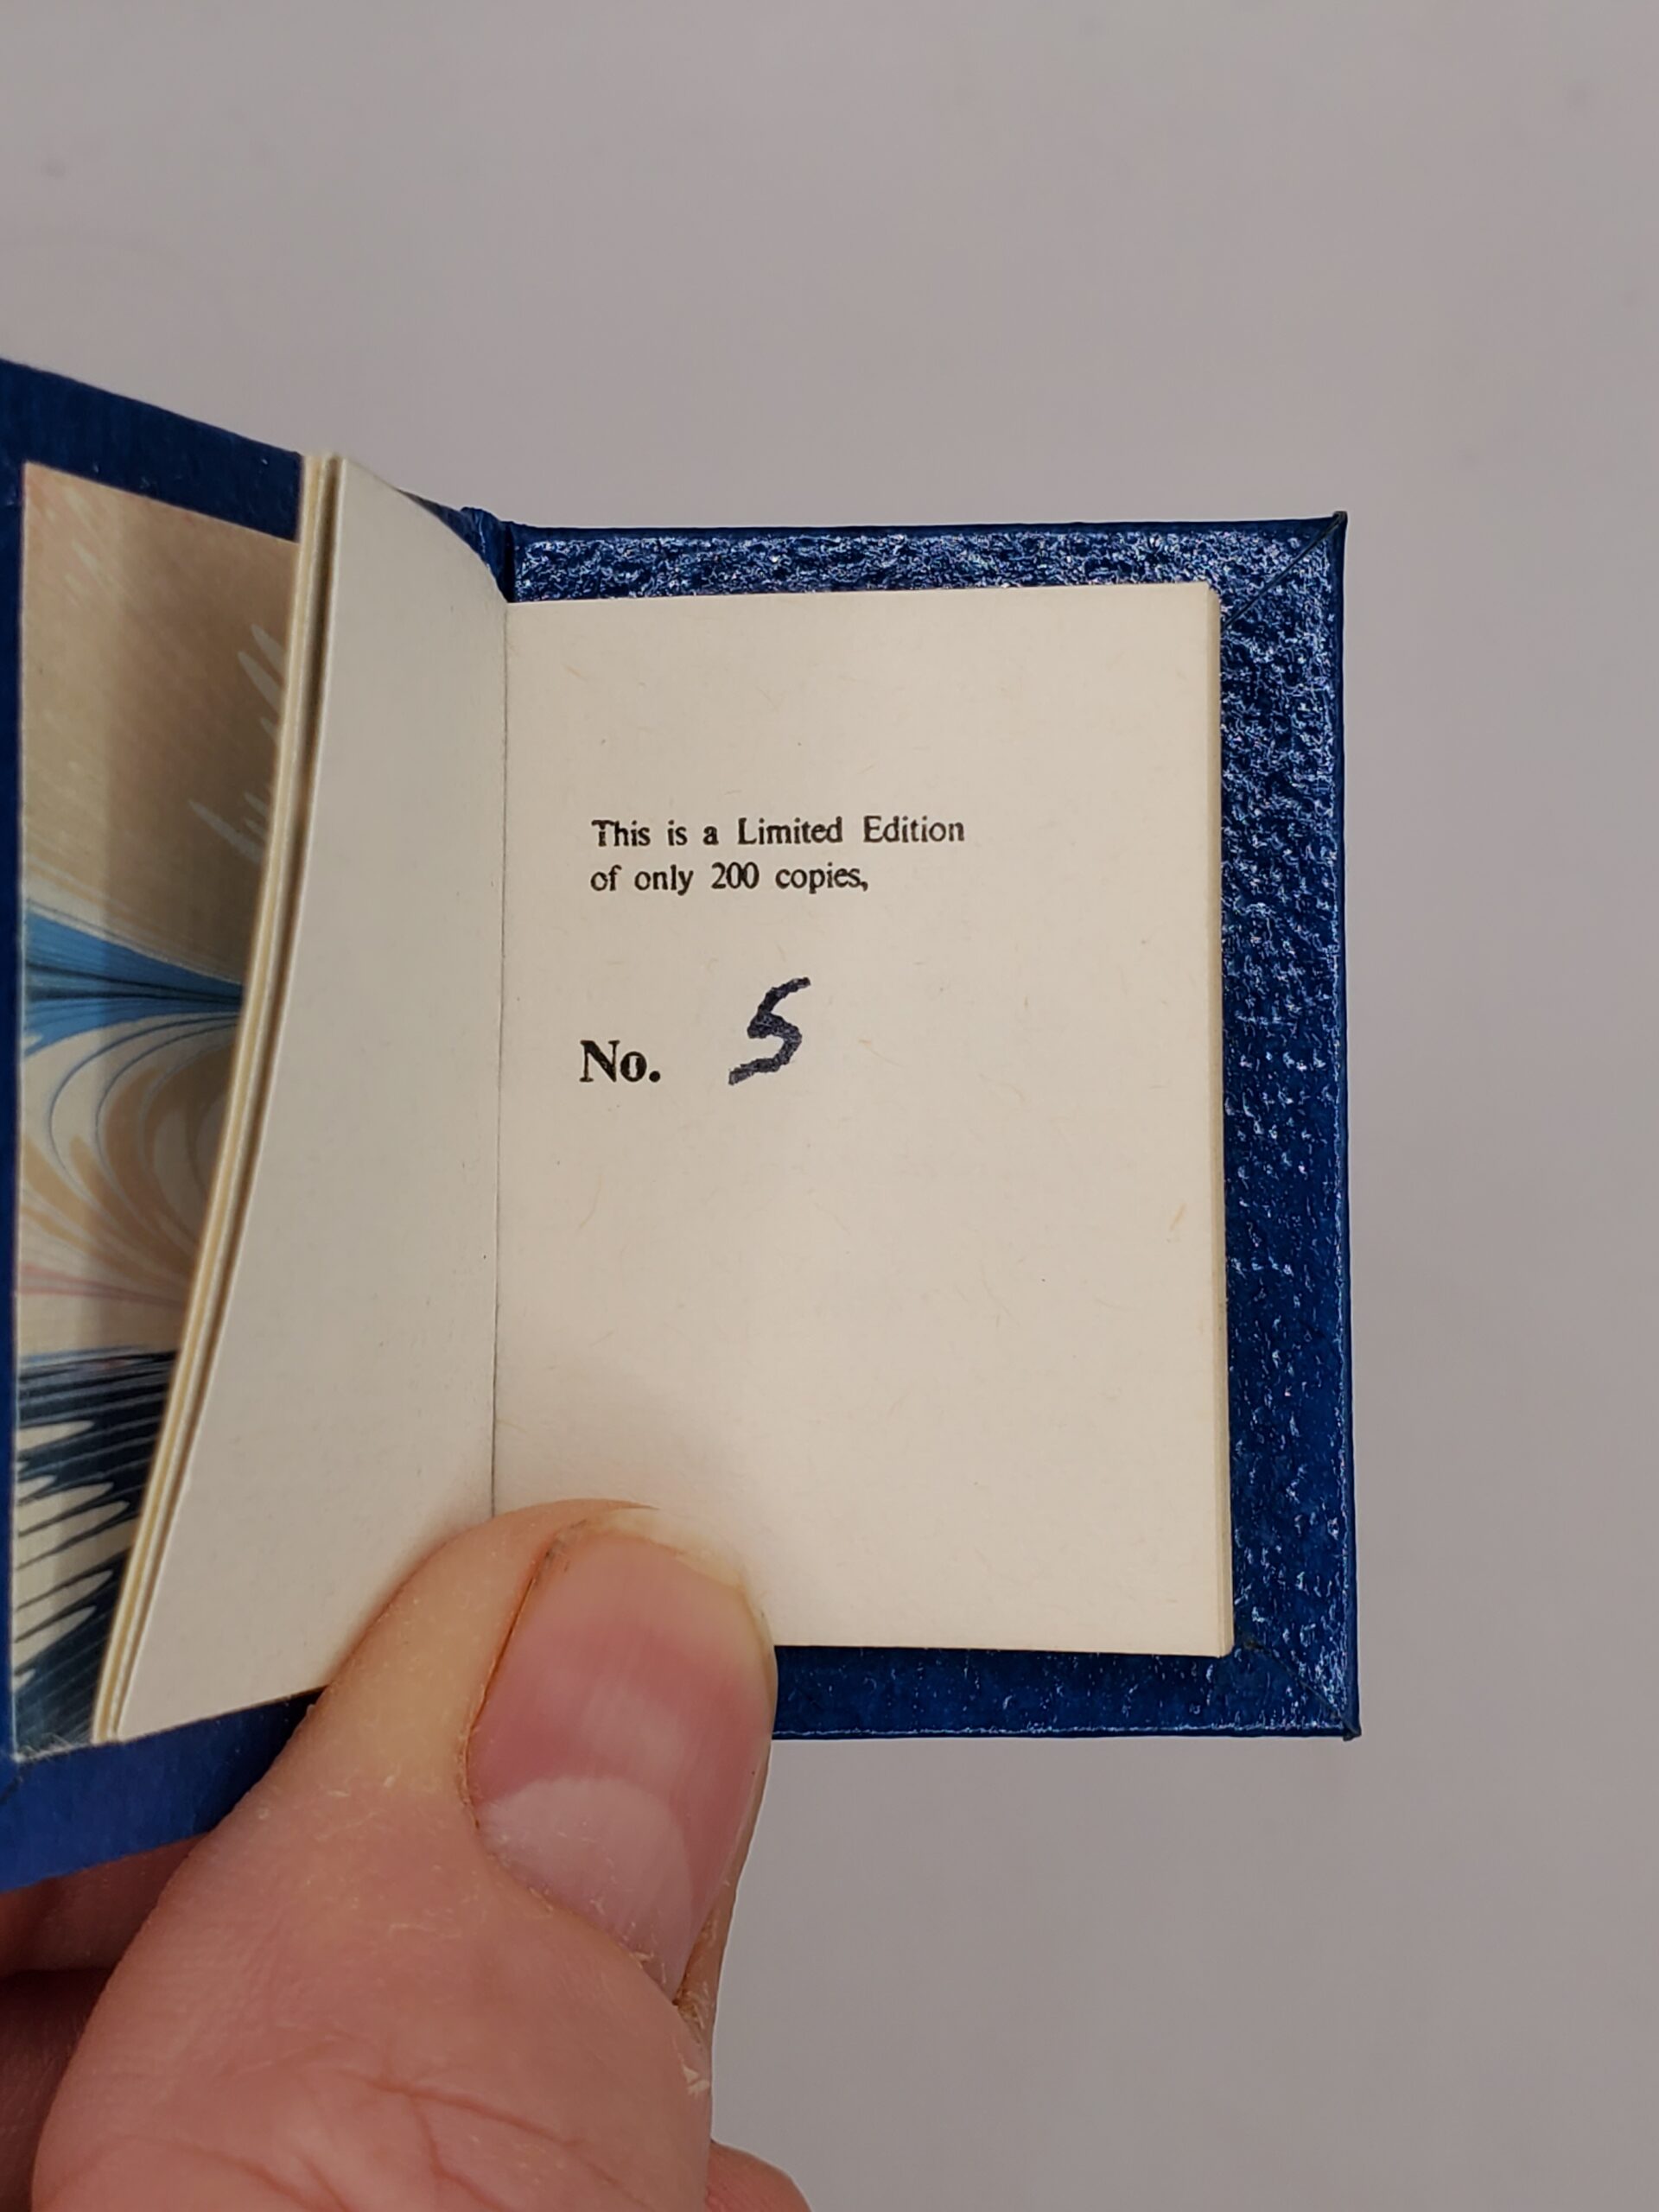 This is a Limited Edition
of only 200 copies,
No. 5